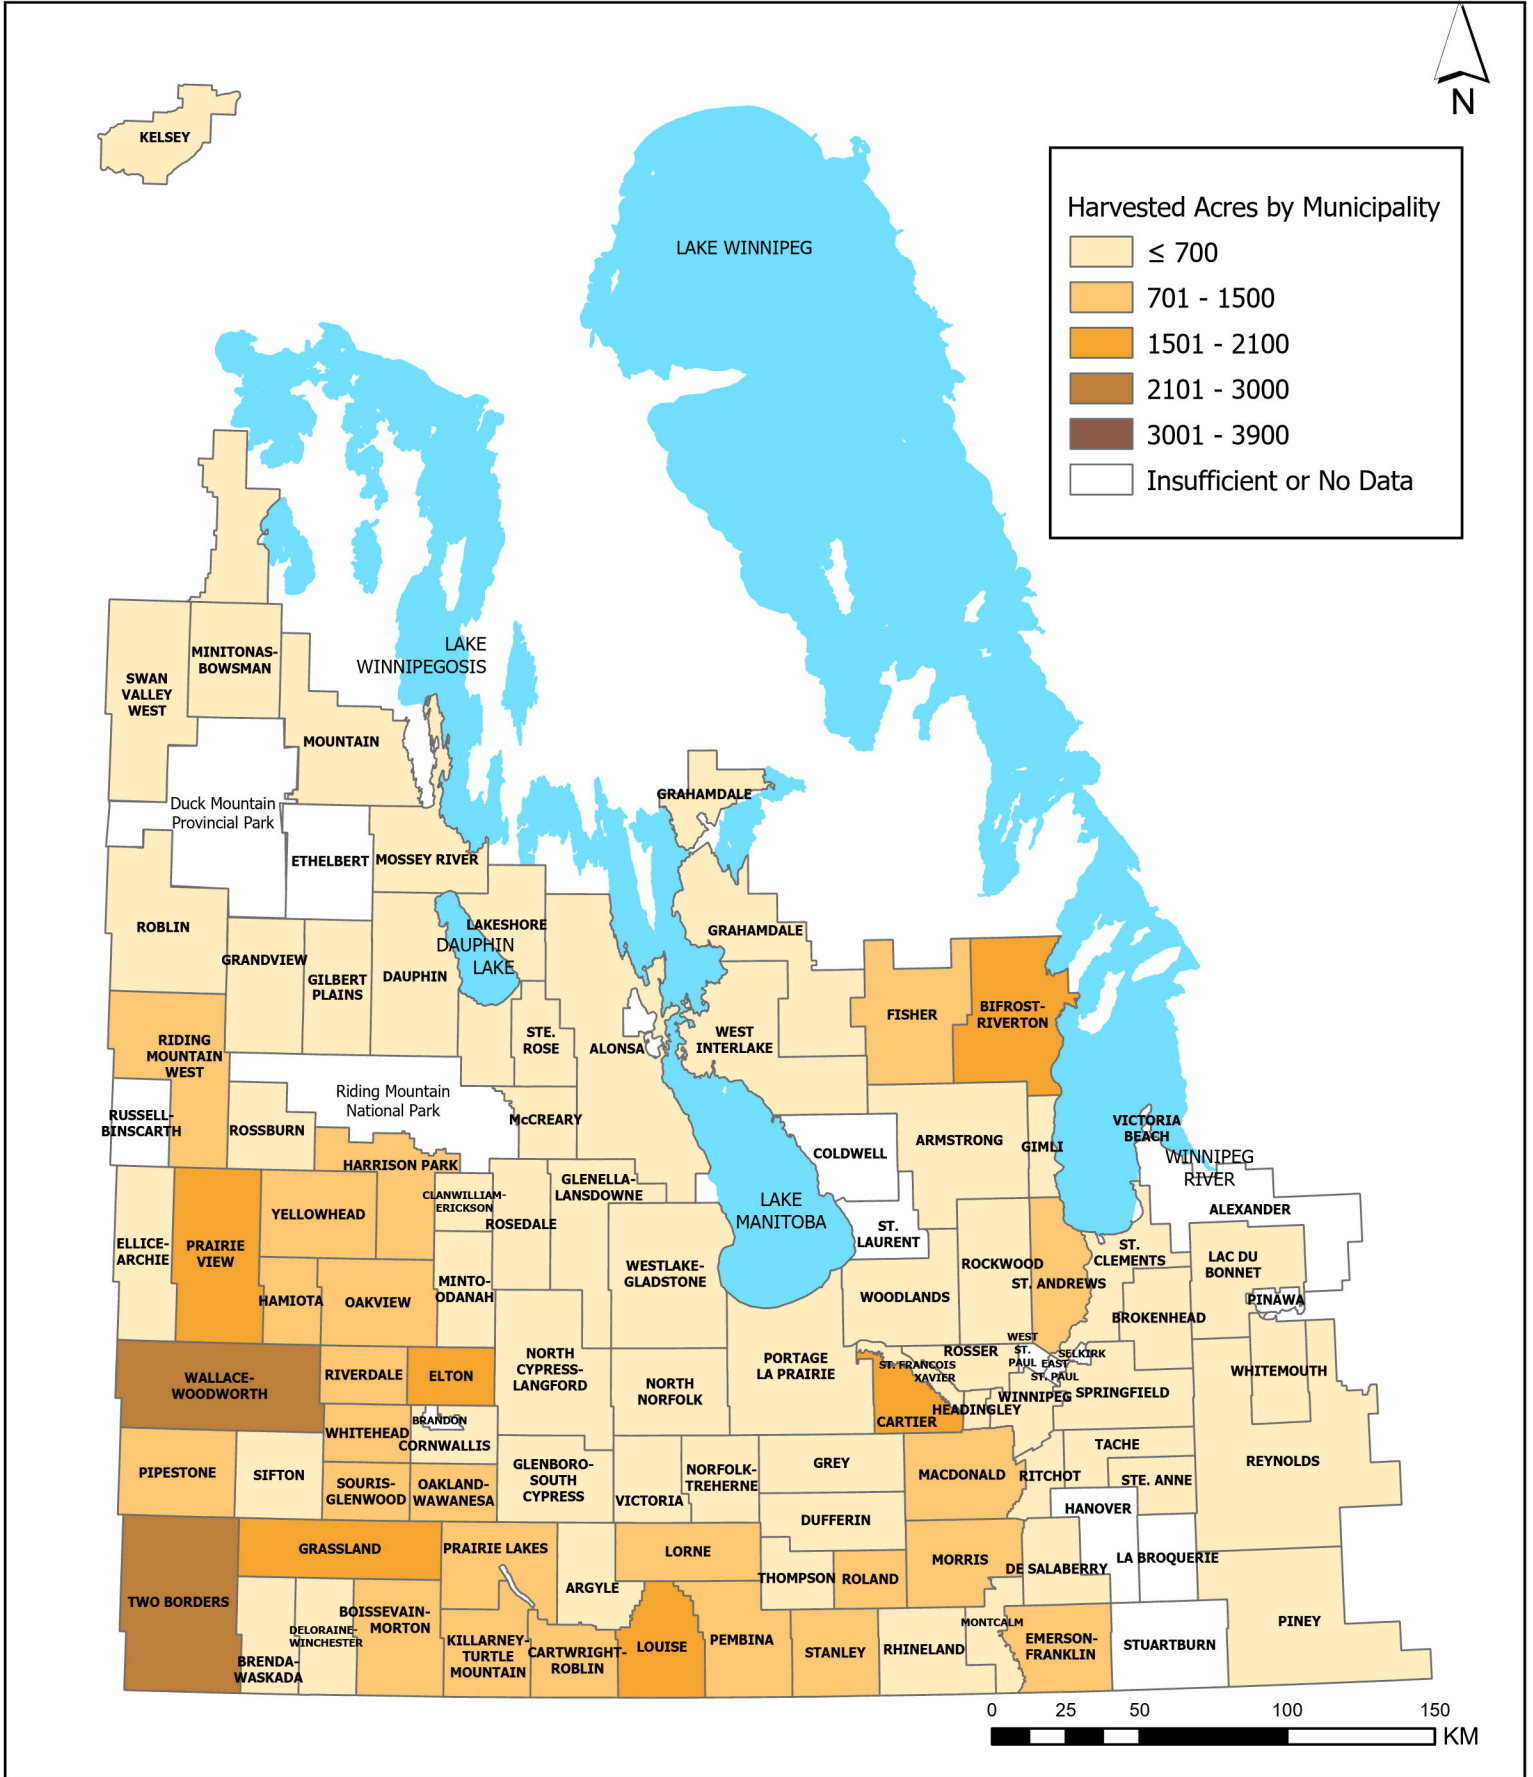 N
KELSEY
LAKE WINNIPEG
Harvested Acres by Municipality
≤ 700
701 - 1500
1501 - 2100
2101 - 3000
3001 - 3900
Insufficient or No Data
LAKE
WINNIPEGOSIS
MINITONAS-
BOWSMAN
SWAN
VALLEY
WEST
MOUNTAIN
GRAHAMDALE
Duck Mountain
Provincial Park
ETHELBERT
MOSSEY RIVER
ROBLIN
LAKESHORE
GRAHAMDALE
DAUPHIN
LAKE
GRANDVIEW
GILBERT
PLAINS
DAUPHIN
FISHER
BIFROST-
RIVERTON
STE.
ROSE
ALONSA
WEST
INTERLAKE
RIDING
MOUNTAIN
WEST
Riding Mountain
National Park
RUSSELL-
BINSCARTH
ROSSBURN
McCREARY
VICTORIA
BEACH
ARMSTRONG
GIMLI
COLDWELL
WINNIPEG
RIVER
HARRISON PARK
GLENELLA-
LANSDOWNE
CLANWILLIAM-
ERICKSON
LAKE
MANITOBA
ALEXANDER
YELLOWHEAD
ROSEDALE
ST.
LAURENT
ELLICE-
ARCHIE
PRAIRIE
VIEW
ST.
CLEMENTS
LAC DU
BONNET
ROCKWOOD
WESTLAKE-
GLADSTONE
MINTO-
ODANAH
ST. ANDREWS
HAMIOTA
OAKVIEW
WOODLANDS
PINAWA
BROKENHEAD
WEST
ST.
PAUL
ROSSER
SELKIRK
EAST
ST. PAUL
NORTH
CYPRESS-
LANGFORD
PORTAGE
LA PRAIRIE
ST. FRANCOIS
XAVIER
WHITEMOUTH
WALLACE-
WOODWORTH
RIVERDALE
ELTON
NORTH
NORFOLK
WINNIPEG
SPRINGFIELD
HEADINGLEY
CARTIER
BRANDON
WHITEHEAD
CORNWALLIS
TACHE
REYNOLDS
PIPESTONE
SIFTON
SOURIS-
GLENWOOD
OAKLAND-
WAWANESA
GLENBORO-
SOUTH
CYPRESS
VICTORIA
NORFOLK-
TREHERNE
GREY
MACDONALD
RITCHOT
STE. ANNE
HANOVER
DUFFERIN
GRASSLAND
PRAIRIE LAKES
LORNE
MORRIS
LA BROQUERIE
DE SALABERRY
THOMPSON
ROLAND
ARGYLE
TWO BORDERS
BOISSEVAIN-
MORTON
DELORAINE-
WINCHESTER
BRENDA-
WASKADA
KILLARNEY-
TURTLE
MOUNTAIN
CARTWRIGHT-
ROBLIN
LOUISE
PEMBINA
STANLEY
RHINELAND
MONTCALM
EMERSON-
FRANKLIN
STUARTBURN
PINEY
0 25 50 100 150
KM